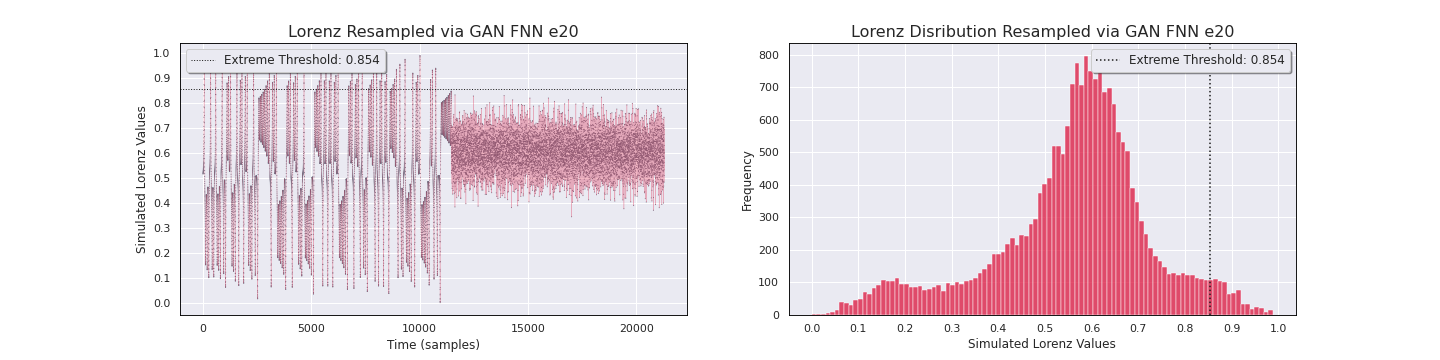 Lorenz Resampled via GAN FNN e20
Extreme Threshold: 0.854
Simulated Lorenz Values
1.0
0.9
0.8
0.7
0.6
0.5
0.4
0.3
0.2
0.1
0.0
0 5000 10000 15000 20000
Time (samples)
Lorenz Disribution Resampled via GAN FNN e20
Extreme Threshold: 0.854
Frequency
800
700
600
500
400
300
200
100
0
0.0 0.1 0.2 0.3 0.4 0.5 0.6 0.7 0.8 0.9 1.0
Simulated Lorenz Values